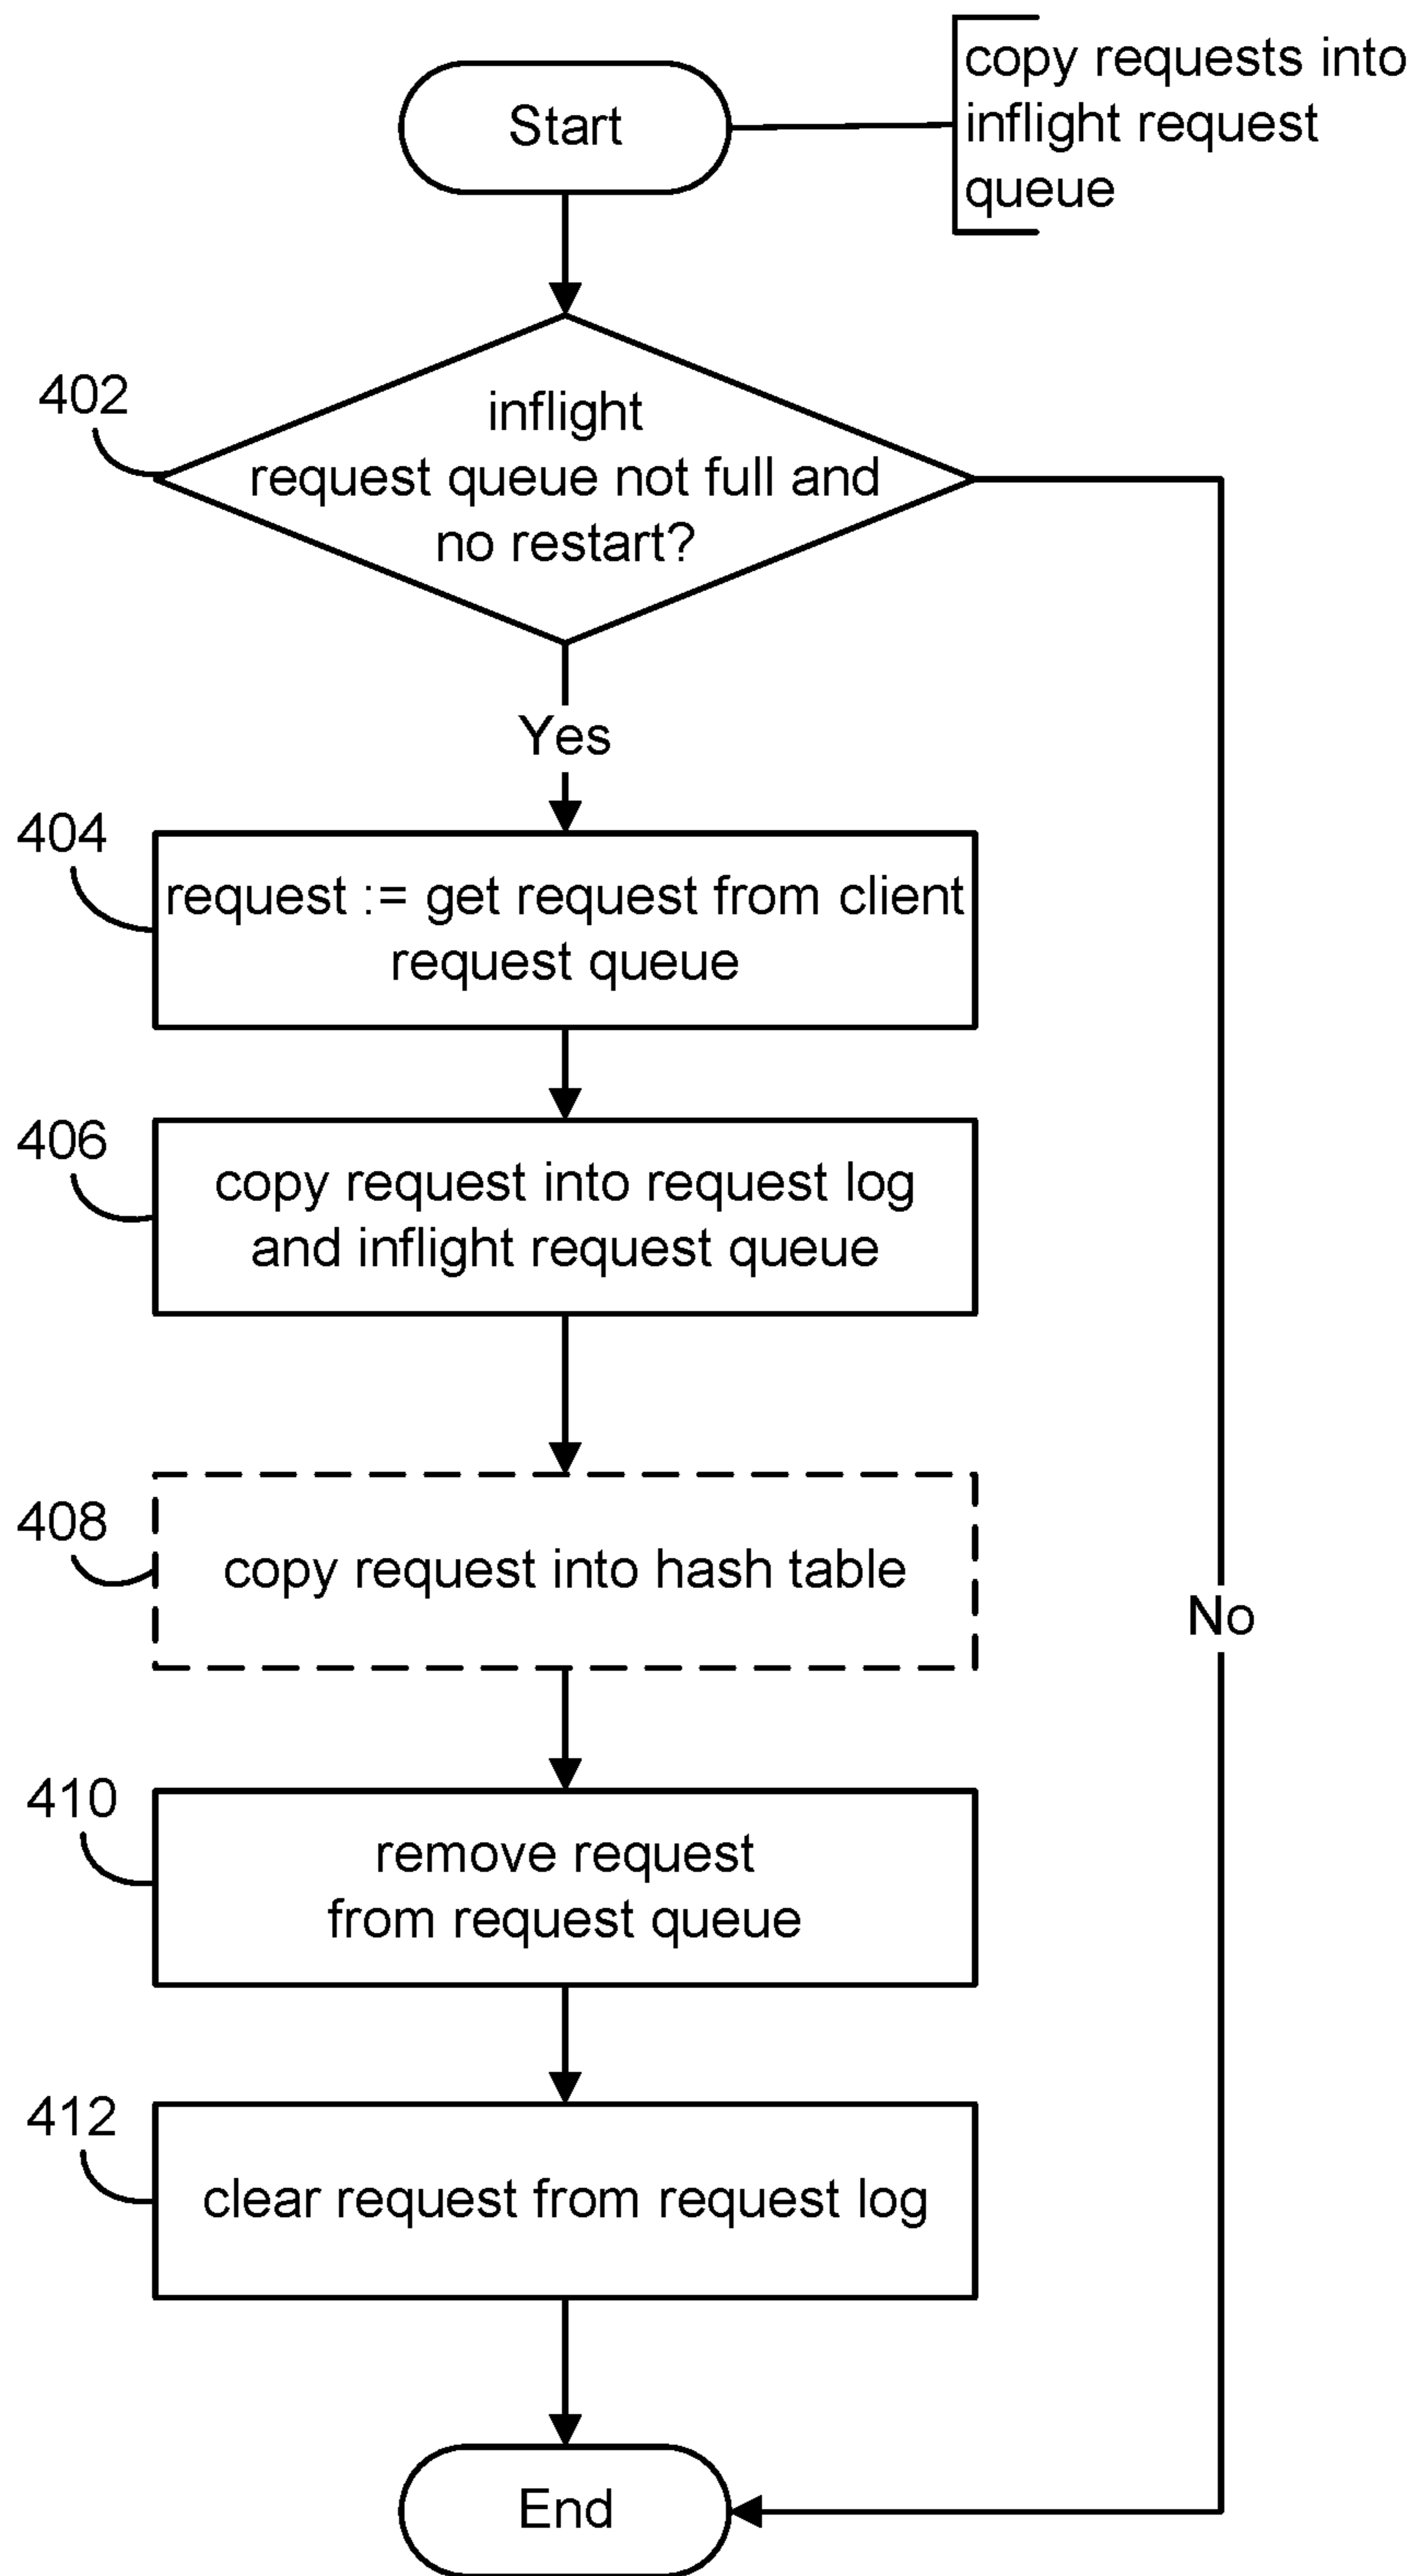 Start
copy requests into
inflight request
queue
402
inflight
request queue not full and
no restart?
Yes
404
request := get request from client
request queue
406
copy request into request log
and inflight request queue
408
copy request into hash table
No
410
remove request
from request queue
412
clear request from request log
End